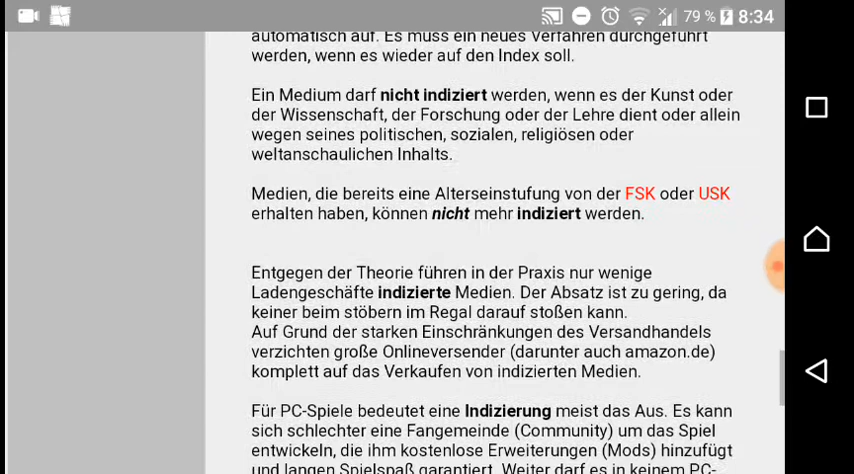 79 % 8:34
automatisch auf. Es muss ein neues Verfahren durchgeführt
werden, wenn es wieder auf den Index soll.
Ein Medium darf nicht indiziert werden, wenn es der Kunst oder
der Wissenschaft, der Forschung oder der Lehre dient oder allein
wegen seines politischen, sozialen, religiösen oder
weltanschaulichen Inhalts.
Medien, die bereits eine Alterseinstufung von der FSK oder USK
erhalten haben, können nicht mehr indiziert werden.
Entgegen der Theorie führen in der Praxis nur wenige
Ladengeschäfte indizierte Medien. Der Absatz ist zu gering, da
keiner beim stöbern im Regal darauf stoßen kann.
Auf Grund der starken Einschränkungen des Versandhandels
verzichten große Onlineversender (darunter auch amazon.de)
komplett auf das Verkaufen von indizierten Medien.
Für PC-Spiele bedeutet eine Indizierung meist das Aus. Es kann
sich schlechter eine Fangemeinde (Community) um das Spiel
entwickeln, die ihm kostenlose Erweiterungen (Mods) hinzufügt
und langen Spielspaß garantiert. Weiter darf es in keinem PC-